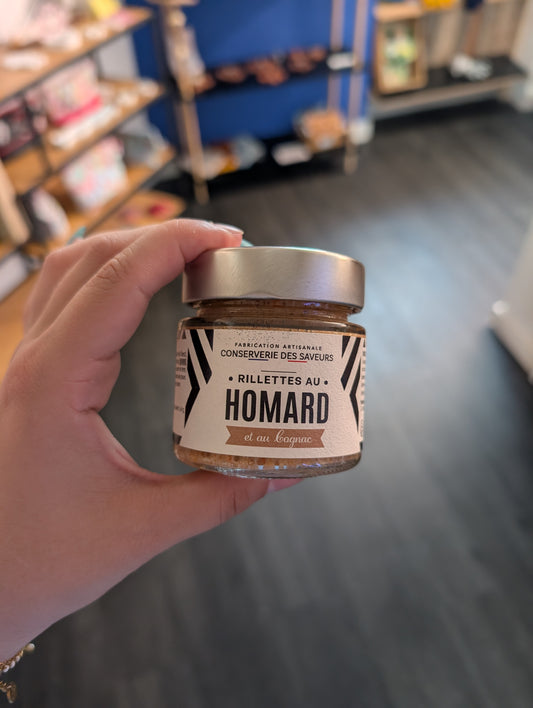 FABRICATION ARTISANALE
CONSERVERIE DES SAVEURS
• RILLETTES AU •
HOMARD
et au Cognac